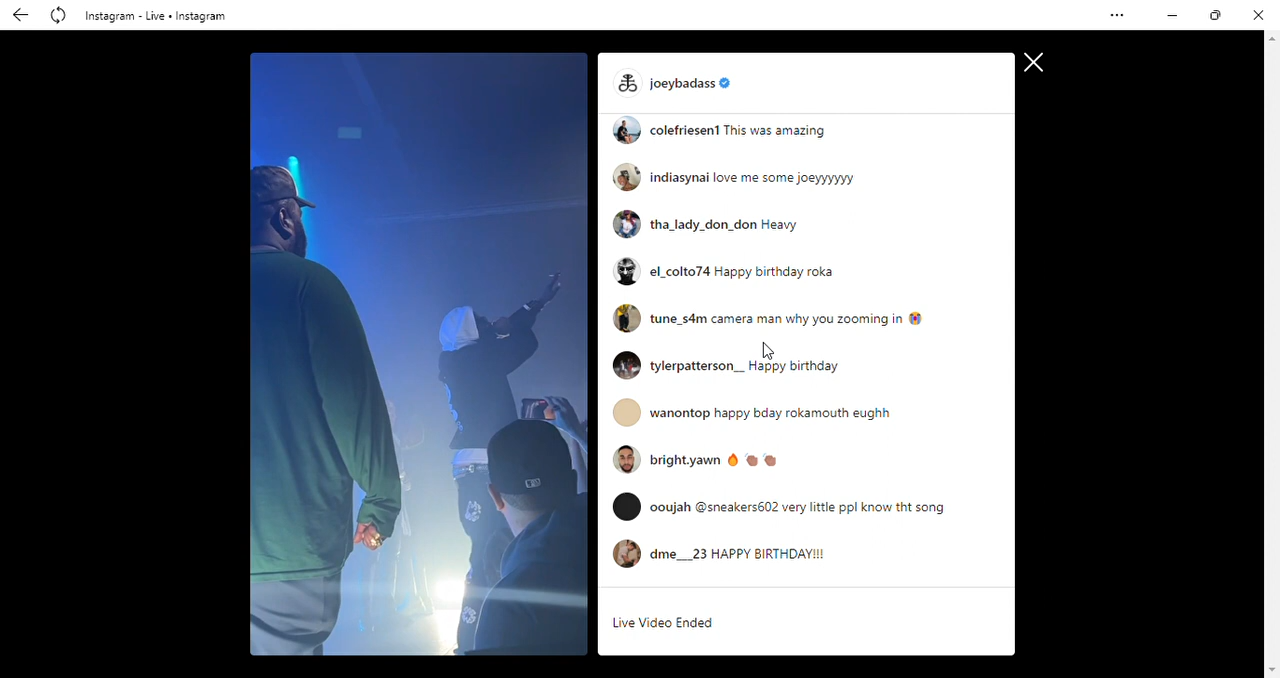 Instagram - Live • Instagram
joeybadass
colefriesen1 This was amazing
indiasynai love me some joeyyyyyy
tha_lady_don_don Heavy
el_colto74 Happy birthday roka
tune_s4m camera man why you zooming in 😭
tylerpatterson__ Happy birthday
wanontop happy bday rokamouth eughh
bright.yawn 🔥 👏🏽 👏🏽
ooujah @sneakers602 very little ppl know tht song
dme___23 HAPPY BIRTHDAY!!!
Live Video Ended